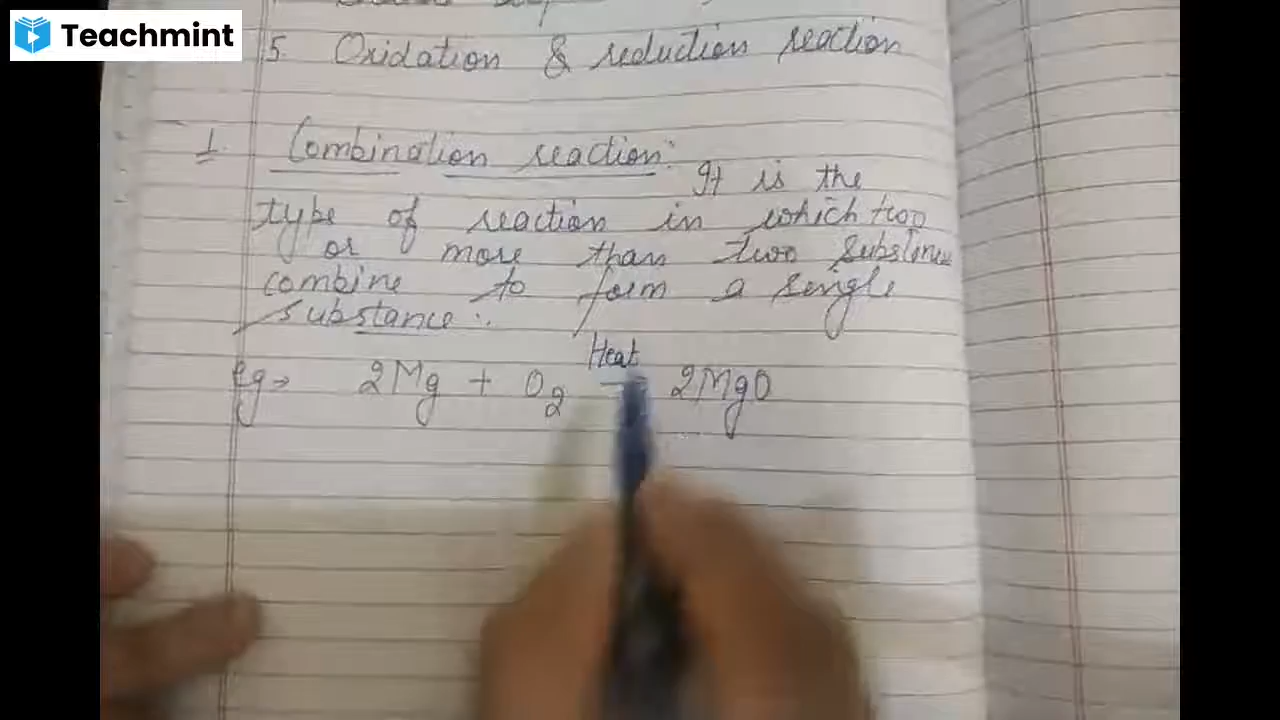 Teachmint
5. Oxidation & reduction reaction
1. Combination reaction:
It is the
type of reaction in which two
or more than two substance
combine to form a single
substance :.
Eg→ 2Mg + O2 Heat → 2MgO